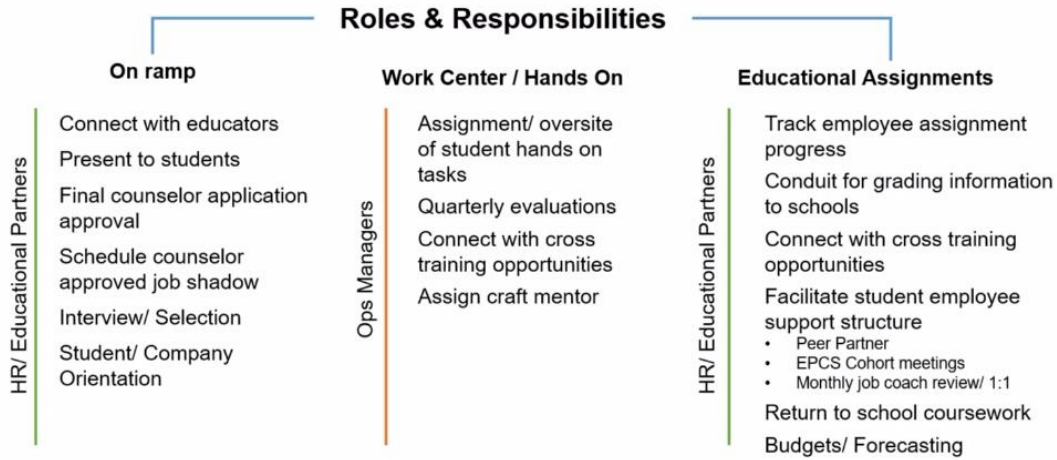 Roles & Responsibilities
On ramp
HR/ Educational Partners
Connect with educators
Present to students
Final counselor application
approval
Schedule counselor
approved job shadow
Interview/ Selection
Student/ Company
Orientation
Work Center / Hands On
Ops Managers
Assignment/ oversite
of student hands on
tasks
Quarterly evaluations
Connect with cross
training opportunities
Assign craft mentor
Educational Assignments
HR/ Educational Partners
Track employee assignment
progress
Conduit for grading information
to schools
Connect with cross training
opportunities
Facilitate student employee
support structure
• Peer Partner
• EPCS Cohort meetings
• Monthly job coach review/ 1:1
Return to school coursework
Budgets/ Forecasting